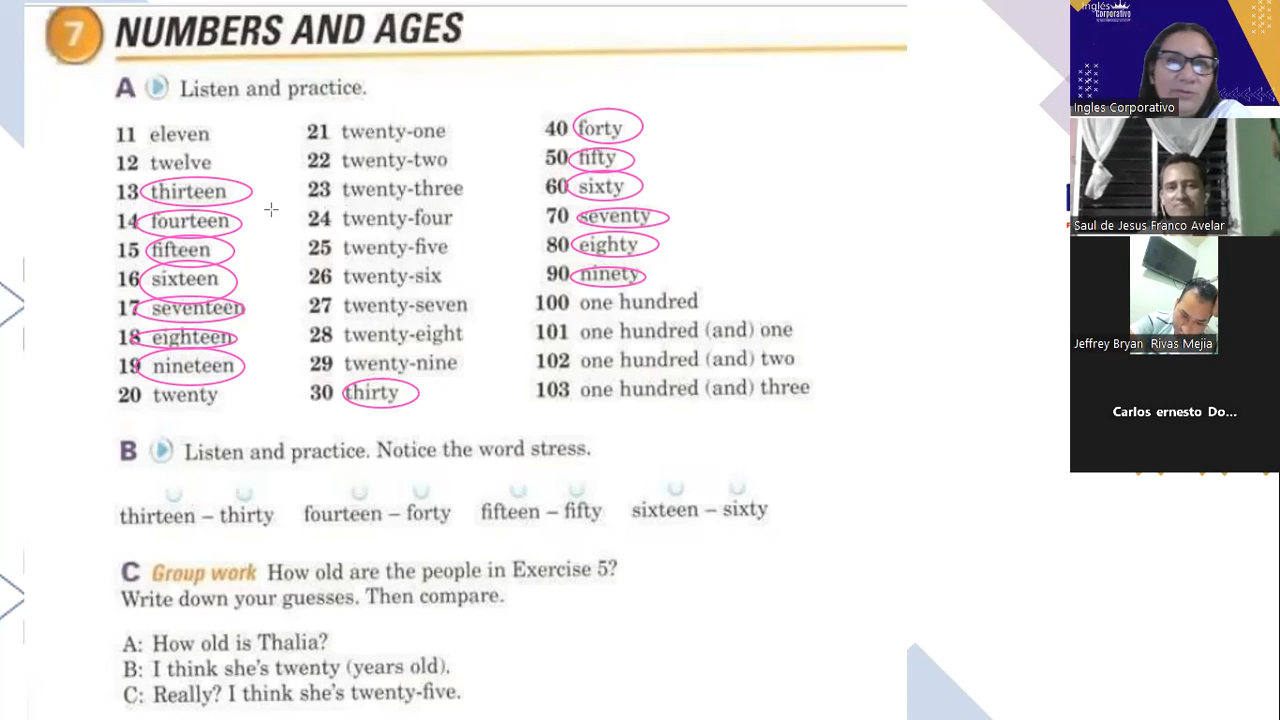 7 NUMBERS AND AGES
A Listen and practice.
11 eleven
12 twelve
13 thirteen
14 fourteen
15 fifteen
16 sixteen
17 seventeen
18 eighteen
19 nineteen
20 twenty
21 twenty-one
22 twenty-two
23 twenty-three
24 twenty-four
25 twenty-five
26 twenty-six
27 twenty-seven
28 twenty-eight
29 twenty-nine
30 thirty
40 forty
50 fifty
60 sixty
70 seventy
80 eighty
90 ninety
100 one hundred
101 one hundred (and) one
102 one hundred (and) two
103 one hundred (and) three
B Listen and practice. Notice the word stress.
thirteen – thirty fourteen – forty fifteen – fifty sixteen – sixty
C Group work How old are the people in Exercise 5?
Write down your guesses. Then compare.
A: How old is Thalia?
B: I think she's twenty (years old).
C: Really? I think she's twenty-five.
Inglés
Corporativo
Ingles Corporativo
Saul de Jesus Franco Avelar
Jeffrey Bryan Rivas Mejia
Carlos ernesto Do...